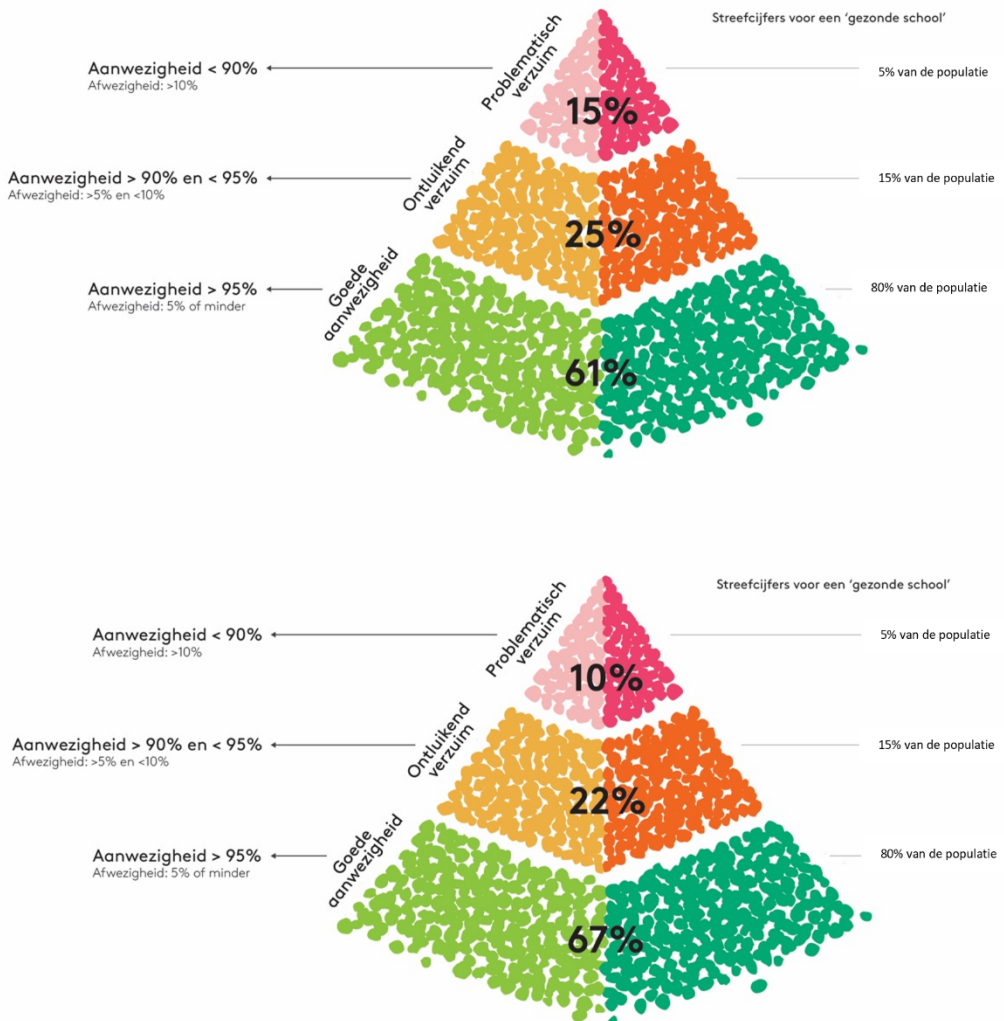 Streefcijfers voor een ‘gezonde school’
Aanwezigheid < 90%
Afwezigheid: >10%
Problematisch
verzuim
15%
5% van de populatie
Aanwezigheid > 90% en < 95%
Afwezigheid: >5% en <10%
Ontluikend
verzuim
25%
15% van de populatie
Aanwezigheid > 95%
Afwezigheid: 5% of minder
Goede
aanwezigheid
61%
80% van de populatie
Streefcijfers voor een ‘gezonde school’
Aanwezigheid < 90%
Afwezigheid: >10%
Problematisch
verzuim
10%
5% van de populatie
Aanwezigheid > 90% en < 95%
Afwezigheid: >5% en <10%
Ontluikend
verzuim
22%
15% van de populatie
Aanwezigheid > 95%
Afwezigheid: 5% of minder
Goede
aanwezigheid
67%
80% van de populatie